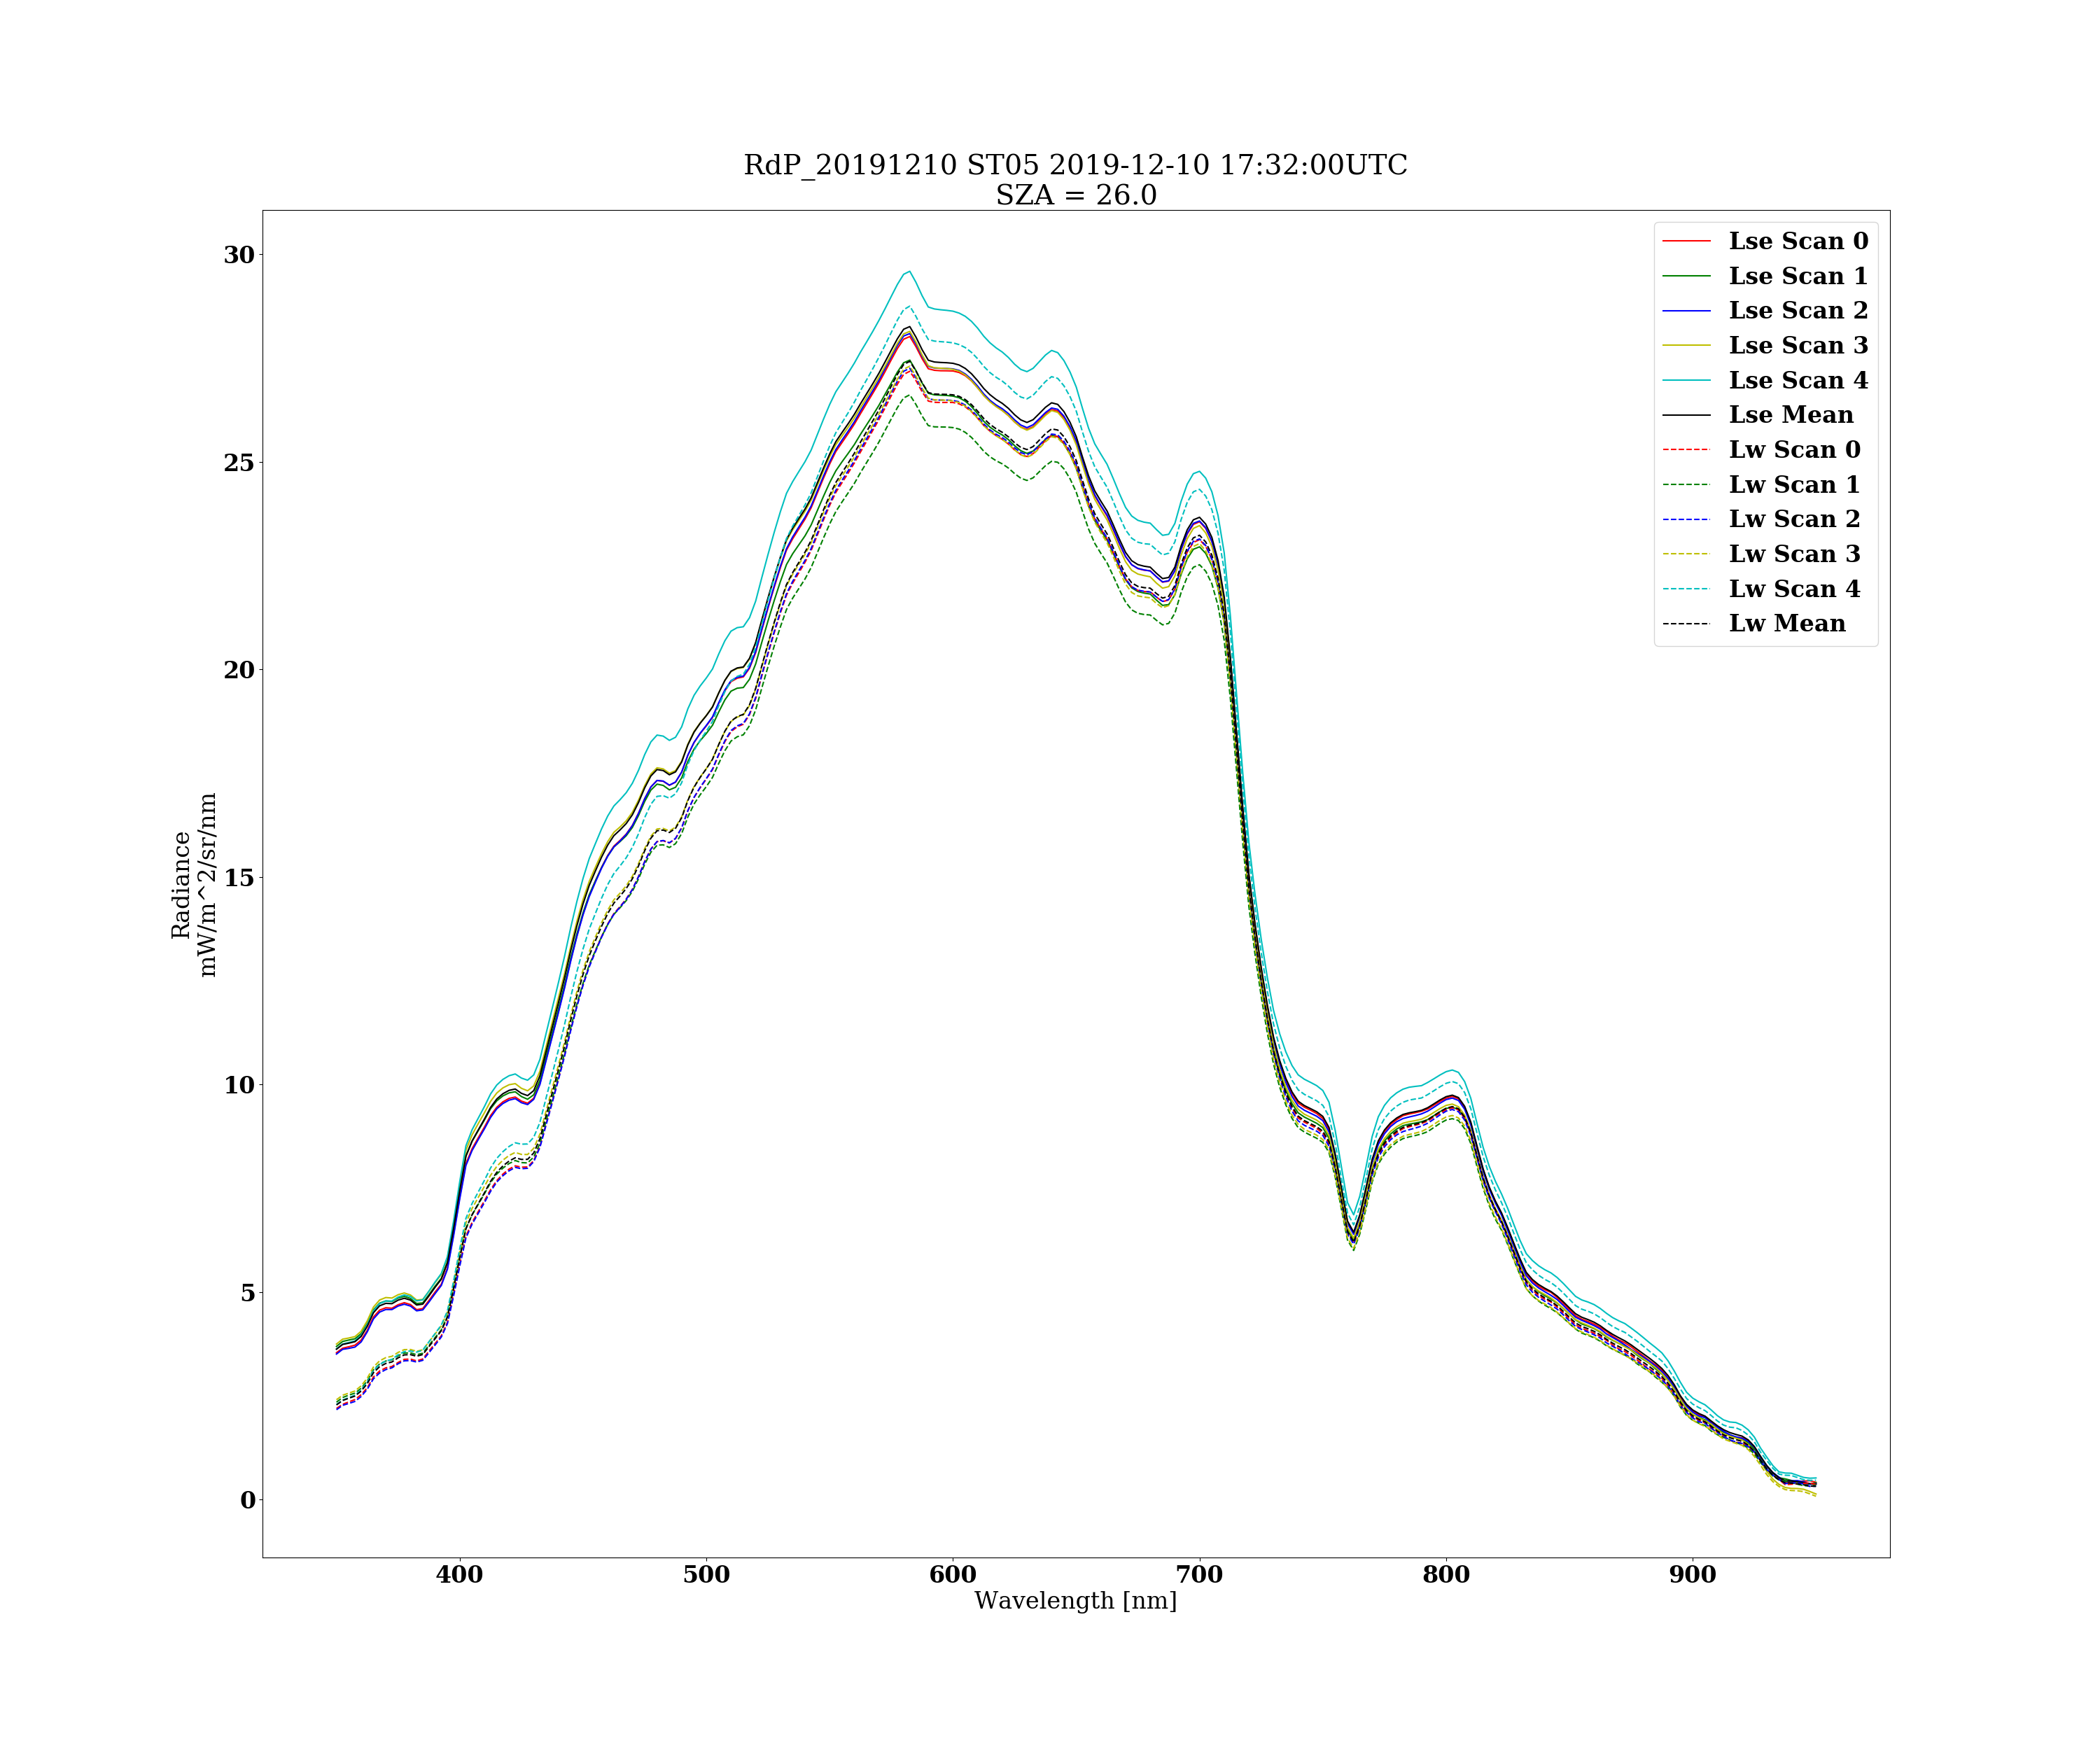 RdP_20191210 ST05 2019-12-10 17:32:00UTC
SZA = 26.0
30
25
20
15
10
5
0
Radiance
mW/m^2/sr/nm
400
500
600
700
800
900
Wavelength [nm]
Lse Scan 0
Lse Scan 1
Lse Scan 2
Lse Scan 3
Lse Scan 4
Lse Mean
Lw Scan 0
Lw Scan 1
Lw Scan 2
Lw Scan 3
Lw Scan 4
Lw Mean